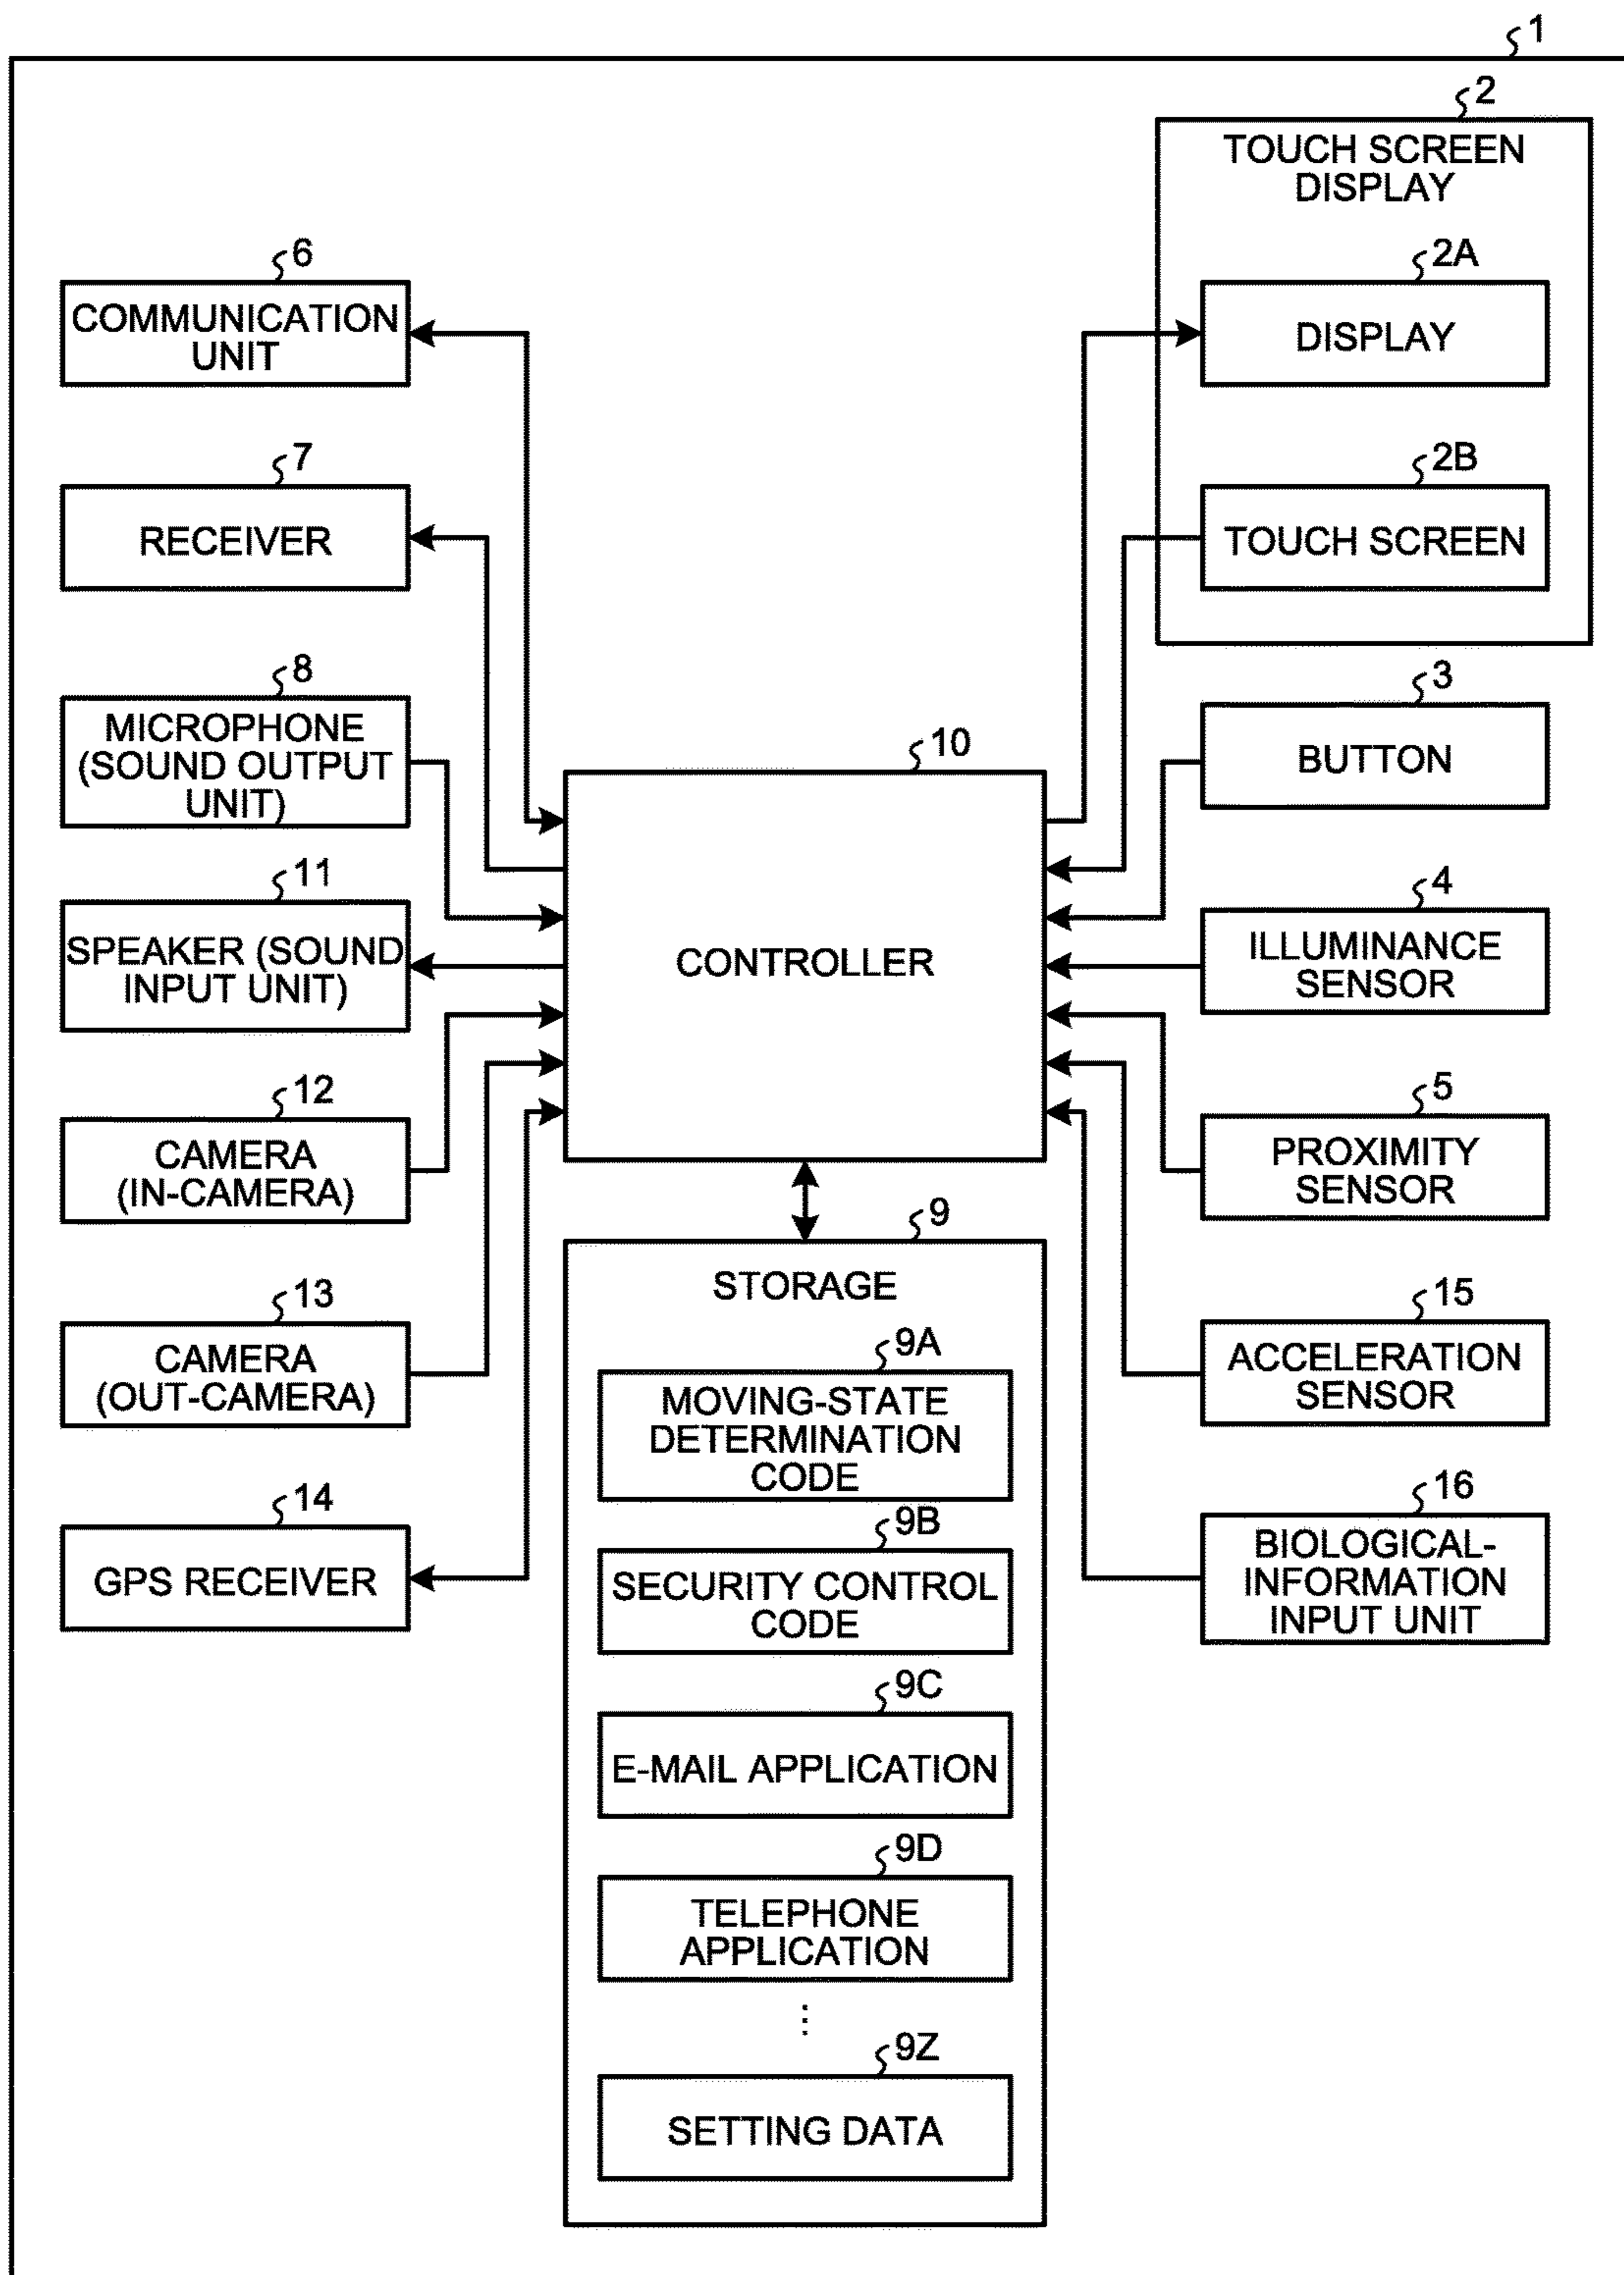 1
2
TOUCH SCREEN
DISPLAY
2A
DISPLAY
2B
TOUCH SCREEN
6
COMMUNICATION
UNIT
7
RECEIVER
8
MICROPHONE
(SOUND OUTPUT
UNIT)
11
SPEAKER (SOUND
INPUT UNIT)
12
CAMERA
(IN-CAMERA)
13
CAMERA
(OUT-CAMERA)
14
GPS RECEIVER
10
CONTROLLER
9
STORAGE
9A
MOVING-STATE
DETERMINATION
CODE
9B
SECURITY CONTROL
CODE
9C
E-MAIL APPLICATION
9D
TELEPHONE
APPLICATION
⋮
9Z
SETTING DATA
3
BUTTON
4
ILLUMINANCE
SENSOR
5
PROXIMITY
SENSOR
15
ACCELERATION
SENSOR
16
BIOLOGICAL-
INFORMATION
INPUT UNIT